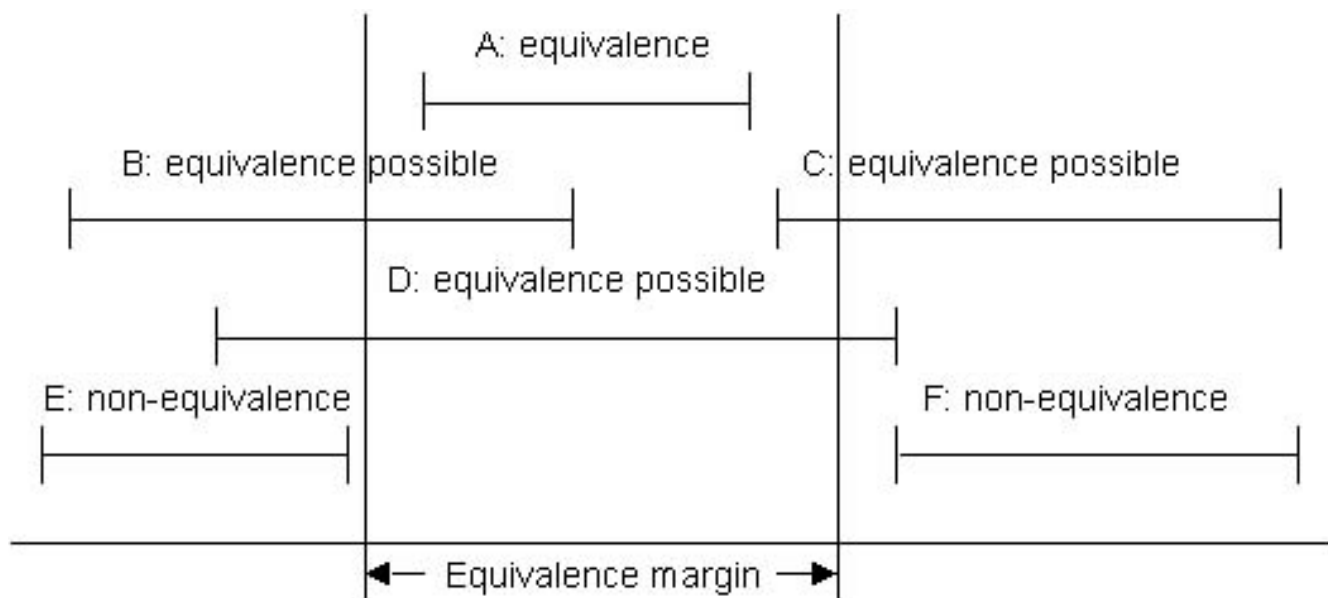 A: equivalence
B: equivalence possible
C: equivalence possible
D: equivalence possible
E: non-equivalence
F: non-equivalence
Equivalence margin